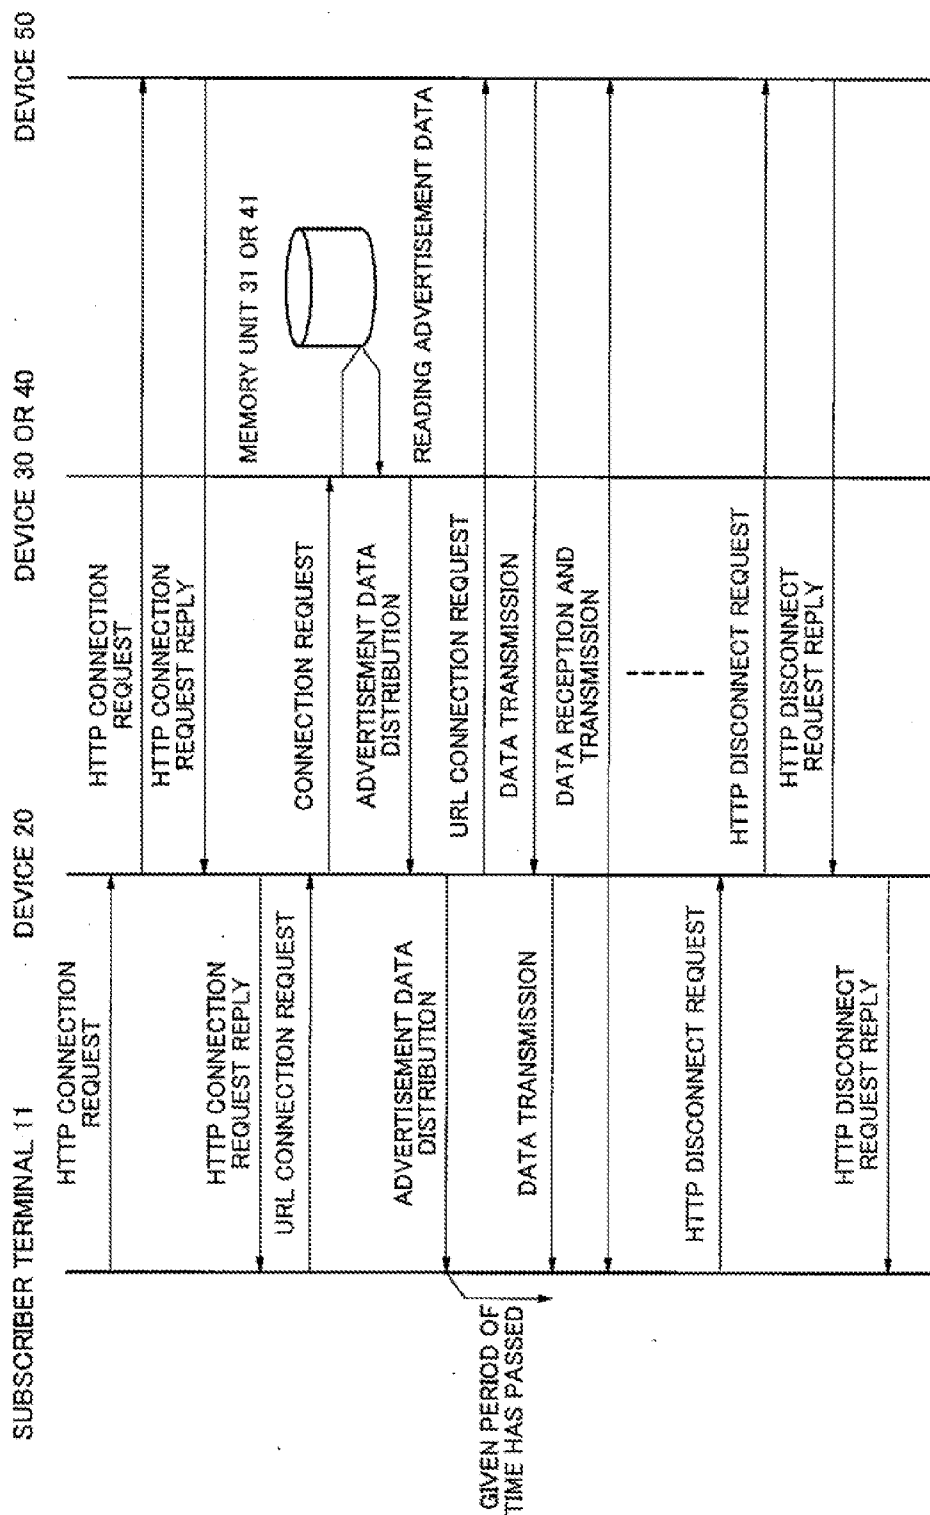 SUBSCRIBER TERMINAL 11
DEVICE 20
DEVICE 30 OR 40
DEVICE 50
HTTP CONNECTION
REQUEST
HTTP CONNECTION
REQUEST
HTTP CONNECTION
REQUEST REPLY
HTTP CONNECTION
REQUEST REPLY
URL CONNECTION REQUEST
CONNECTION REQUEST
MEMORY UNIT 31 OR 41
READING ADVERTISEMENT DATA
ADVERTISEMENT DATA
DISTRIBUTION
ADVERTISEMENT DATA
DISTRIBUTION
GIVEN PERIOD OF
TIME HAS PASSED
URL CONNECTION REQUEST
DATA TRANSMISSION
DATA TRANSMISSION
DATA RECEPTION AND
TRANSMISSION
HTTP DISCONNECT REQUEST
HTTP DISCONNECT REQUEST
HTTP DISCONNECT
REQUEST REPLY
HTTP DISCONNECT
REQUEST REPLY